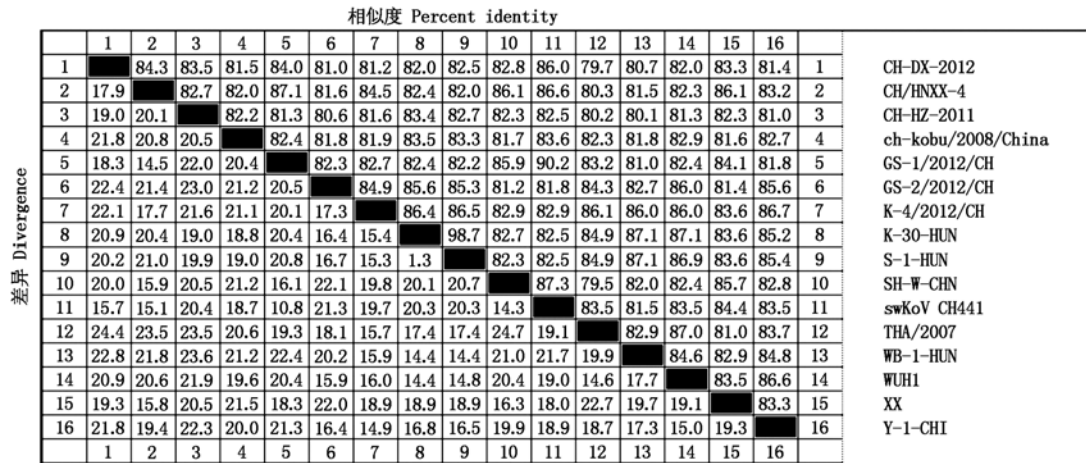 相似度 Percent identity
1 2 3 4 5 6 7 8 9 10 11 12 13 14 15 16
1 84.3 83.5 81.5 84.0 81.0 81.2 82.0 82.5 82.8 86.0 79.7 80.7 82.0 83.3 81.4 1 CH-DX-2012
2 17.9 82.7 82.0 87.1 81.6 84.5 82.4 82.0 86.1 86.6 80.3 81.5 82.3 86.1 83.2 2 CH/HNXX-4
3 19.0 20.1 82.2 81.3 80.6 81.6 83.4 82.7 82.3 82.5 80.2 80.1 81.3 82.3 81.0 3 CH-HZ-2011
4 21.8 20.8 20.5 82.4 81.8 81.9 83.5 83.3 81.7 83.6 82.3 81.8 82.9 81.6 82.7 4 ch-kobu/2008/China
5 18.3 14.5 22.0 20.4 82.3 82.7 82.4 82.2 85.9 90.2 83.2 81.0 82.4 84.1 81.8 5 GS-1/2012/CH
6 22.4 21.4 23.0 21.2 20.5 84.9 85.6 85.3 81.2 81.8 84.3 82.7 86.0 81.4 85.6 6 GS-2/2012/CH
7 22.1 17.7 21.6 21.1 20.1 17.3 86.4 86.5 82.9 82.9 86.1 86.0 86.0 83.6 86.7 7 K-4/2012/CH
8 20.9 20.4 19.0 18.8 20.4 16.4 15.4 98.7 82.7 82.5 84.9 87.1 87.1 83.6 85.2 8 K-30-HUN
9 20.2 21.0 19.9 19.0 20.8 16.7 15.3 1.3 82.3 82.5 84.9 87.1 86.9 83.6 85.4 9 S-1-HUN
10 20.0 15.9 20.5 21.2 16.1 22.1 19.8 20.1 20.7 87.3 79.5 82.0 82.4 85.7 82.8 10 SH-W-CHN
11 15.7 15.1 20.4 18.7 10.8 21.3 19.7 20.3 20.3 14.3 83.5 81.5 83.5 84.4 83.5 11 swKoV CH441
12 24.4 23.5 23.5 20.6 19.3 18.1 15.7 17.4 17.4 24.7 19.1 82.9 87.0 81.0 83.7 12 THA/2007
13 22.8 21.8 23.6 21.2 22.4 20.2 15.9 14.4 14.4 21.0 21.7 19.9 84.6 82.9 84.8 13 WB-1-HUN
14 20.9 20.6 21.9 19.6 20.4 15.9 16.0 14.4 14.8 20.4 19.0 14.6 17.7 83.5 86.6 14 WUH1
15 19.3 15.8 20.5 21.5 18.3 22.0 18.9 18.9 18.9 16.3 18.0 22.7 19.7 19.1 83.3 15 XX
16 21.8 19.4 22.3 20.0 21.3 16.4 14.9 16.8 16.5 19.9 18.9 18.7 17.3 15.0 19.3 16 Y-1-CHI
1 2 3 4 5 6 7 8 9 10 11 12 13 14 15 16
差异 Divergence